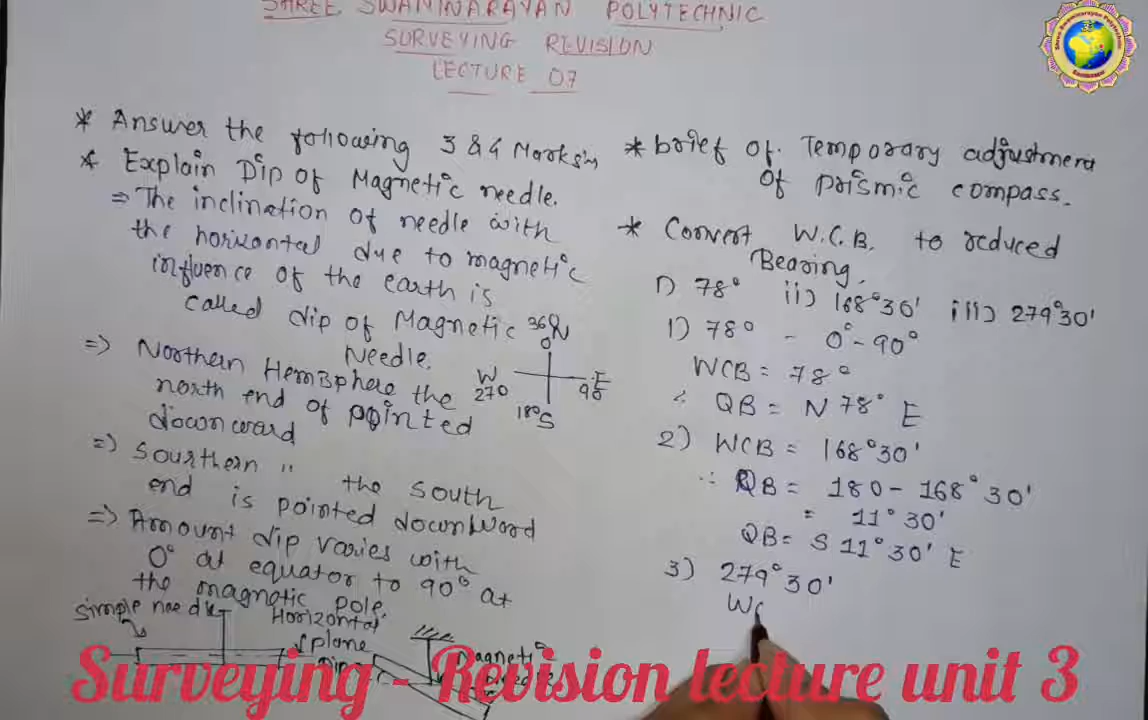 SHREE SWAMINARAYAN POLYTECHNIC
SURVEYING REVISION
LECTURE 07
* Answer the following 3 & 4 Marks
* Explain Dip of Magnetic needle.
⇒ The inclination of needle with
the horizontal due to magnetic
influence of the earth is
called dip of Magnetic
Needle.
360 N
0
W
270
E
90
180 S
⇒ Northern Hemisphere the
north end of pointed
downward
⇒ Sourthern " the south
end is pointed downward
⇒ Amount dip varies with
0° at equator to 90° at
the magnetic pole.
simple needle
Horizontal
plane
Dip
Magnetic
needle
* brief of. Temporary adjustment
of prismic compass.
* Convert W.C.B. to reduced
Bearing.
1) 78° ii) 168°30' iii) 279°30'
1) 78° - 0°-90°
WCB = 78°
∴ QB = N 78° E
2) WCB = 168°30'
∴ QB = 180 - 168°30'
= 11°30'
QB = S 11°30' E
3) 279°30'
WC
Surveying - Revision lecture unit 3